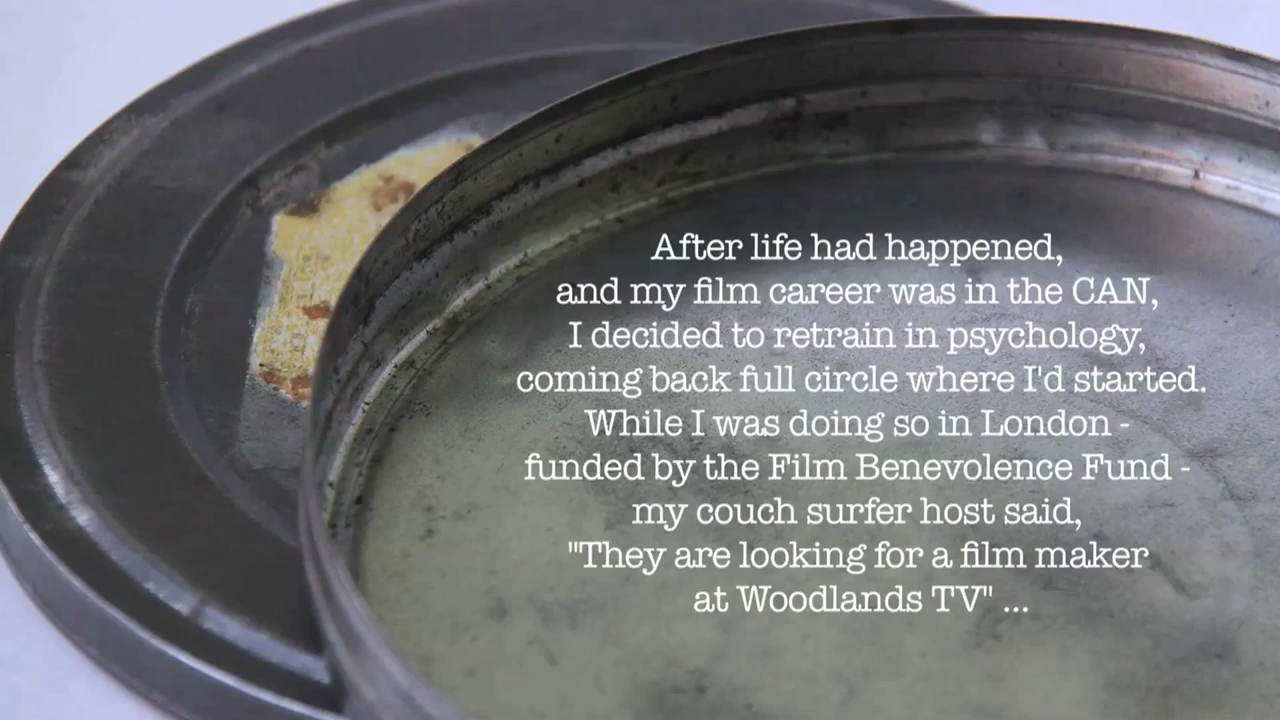 After life had happened,
and my film career was in the CAN,
I decided to retrain in psychology,
coming back full circle where I'd started.
While I was doing so in London -
funded by the Film Benevolence Fund -
my couch surfer host said,
"They are looking for a film maker
at Woodlands TV" ...